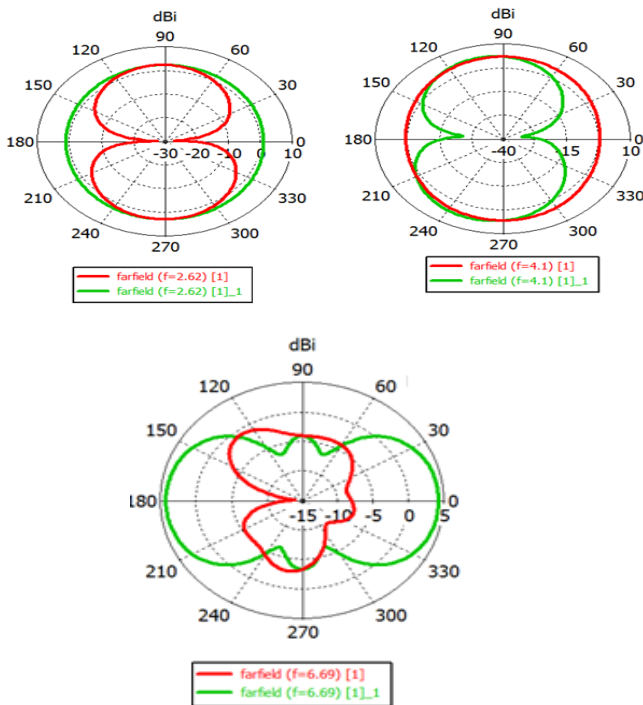 dBi
90
120 60
150 30
180 -30 -20 -10 0 10 0
210 330
240 300
270
farfield (f=2.62) [1]
farfield (f=2.62) [1]_1
dBi
90
120 60
150 30
180 -40 -15 10 0
210 330
240 300
270
farfield (f=4.1) [1]
farfield (f=4.1) [1]_1
dBi
90
120 60
150 30
180 -15 -10 -5 0 5 0
210 330
240 300
270
farfield (f=6.69) [1]
farfield (f=6.69) [1]_1